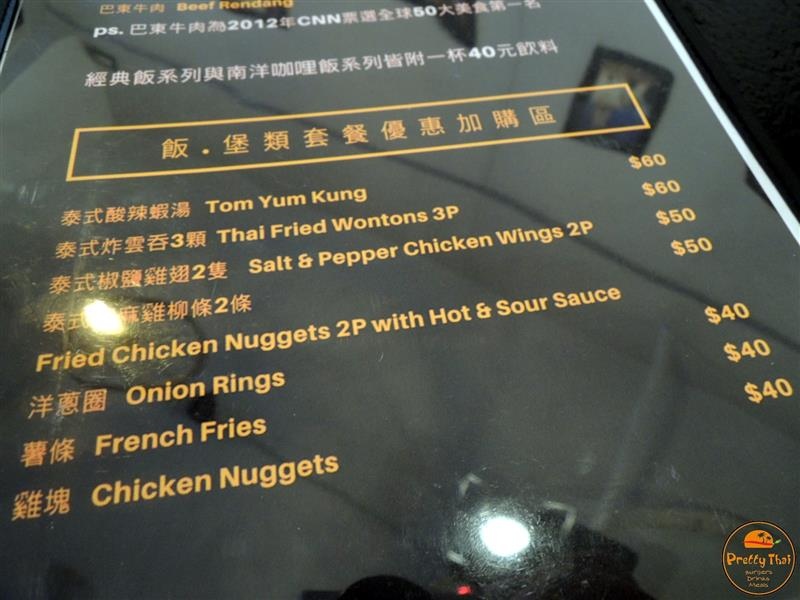 巴東牛肉 Beef Rendang
ps. 巴東牛肉為2012年CNN票選全球50大美食第一名
經典飯系列與南洋咖哩飯系列皆附一杯40元飲料
飯．堡類套餐優惠加購區
泰式酸辣蝦湯 Tom Yum Kung $60
泰式炸雲吞3顆 Thai Fried Wontons 3P $60
泰式椒鹽雞翅2隻 Salt & Pepper Chicken Wings 2P $50
泰式 麻雞柳條2條 $50
Fried Chicken Nuggets 2P with Hot & Sour Sauce
洋蔥圈 Onion Rings $40
薯條 French Fries $40
雞塊 Chicken Nuggets $40
Pretty Thai
Burgers
Drinks
Meals